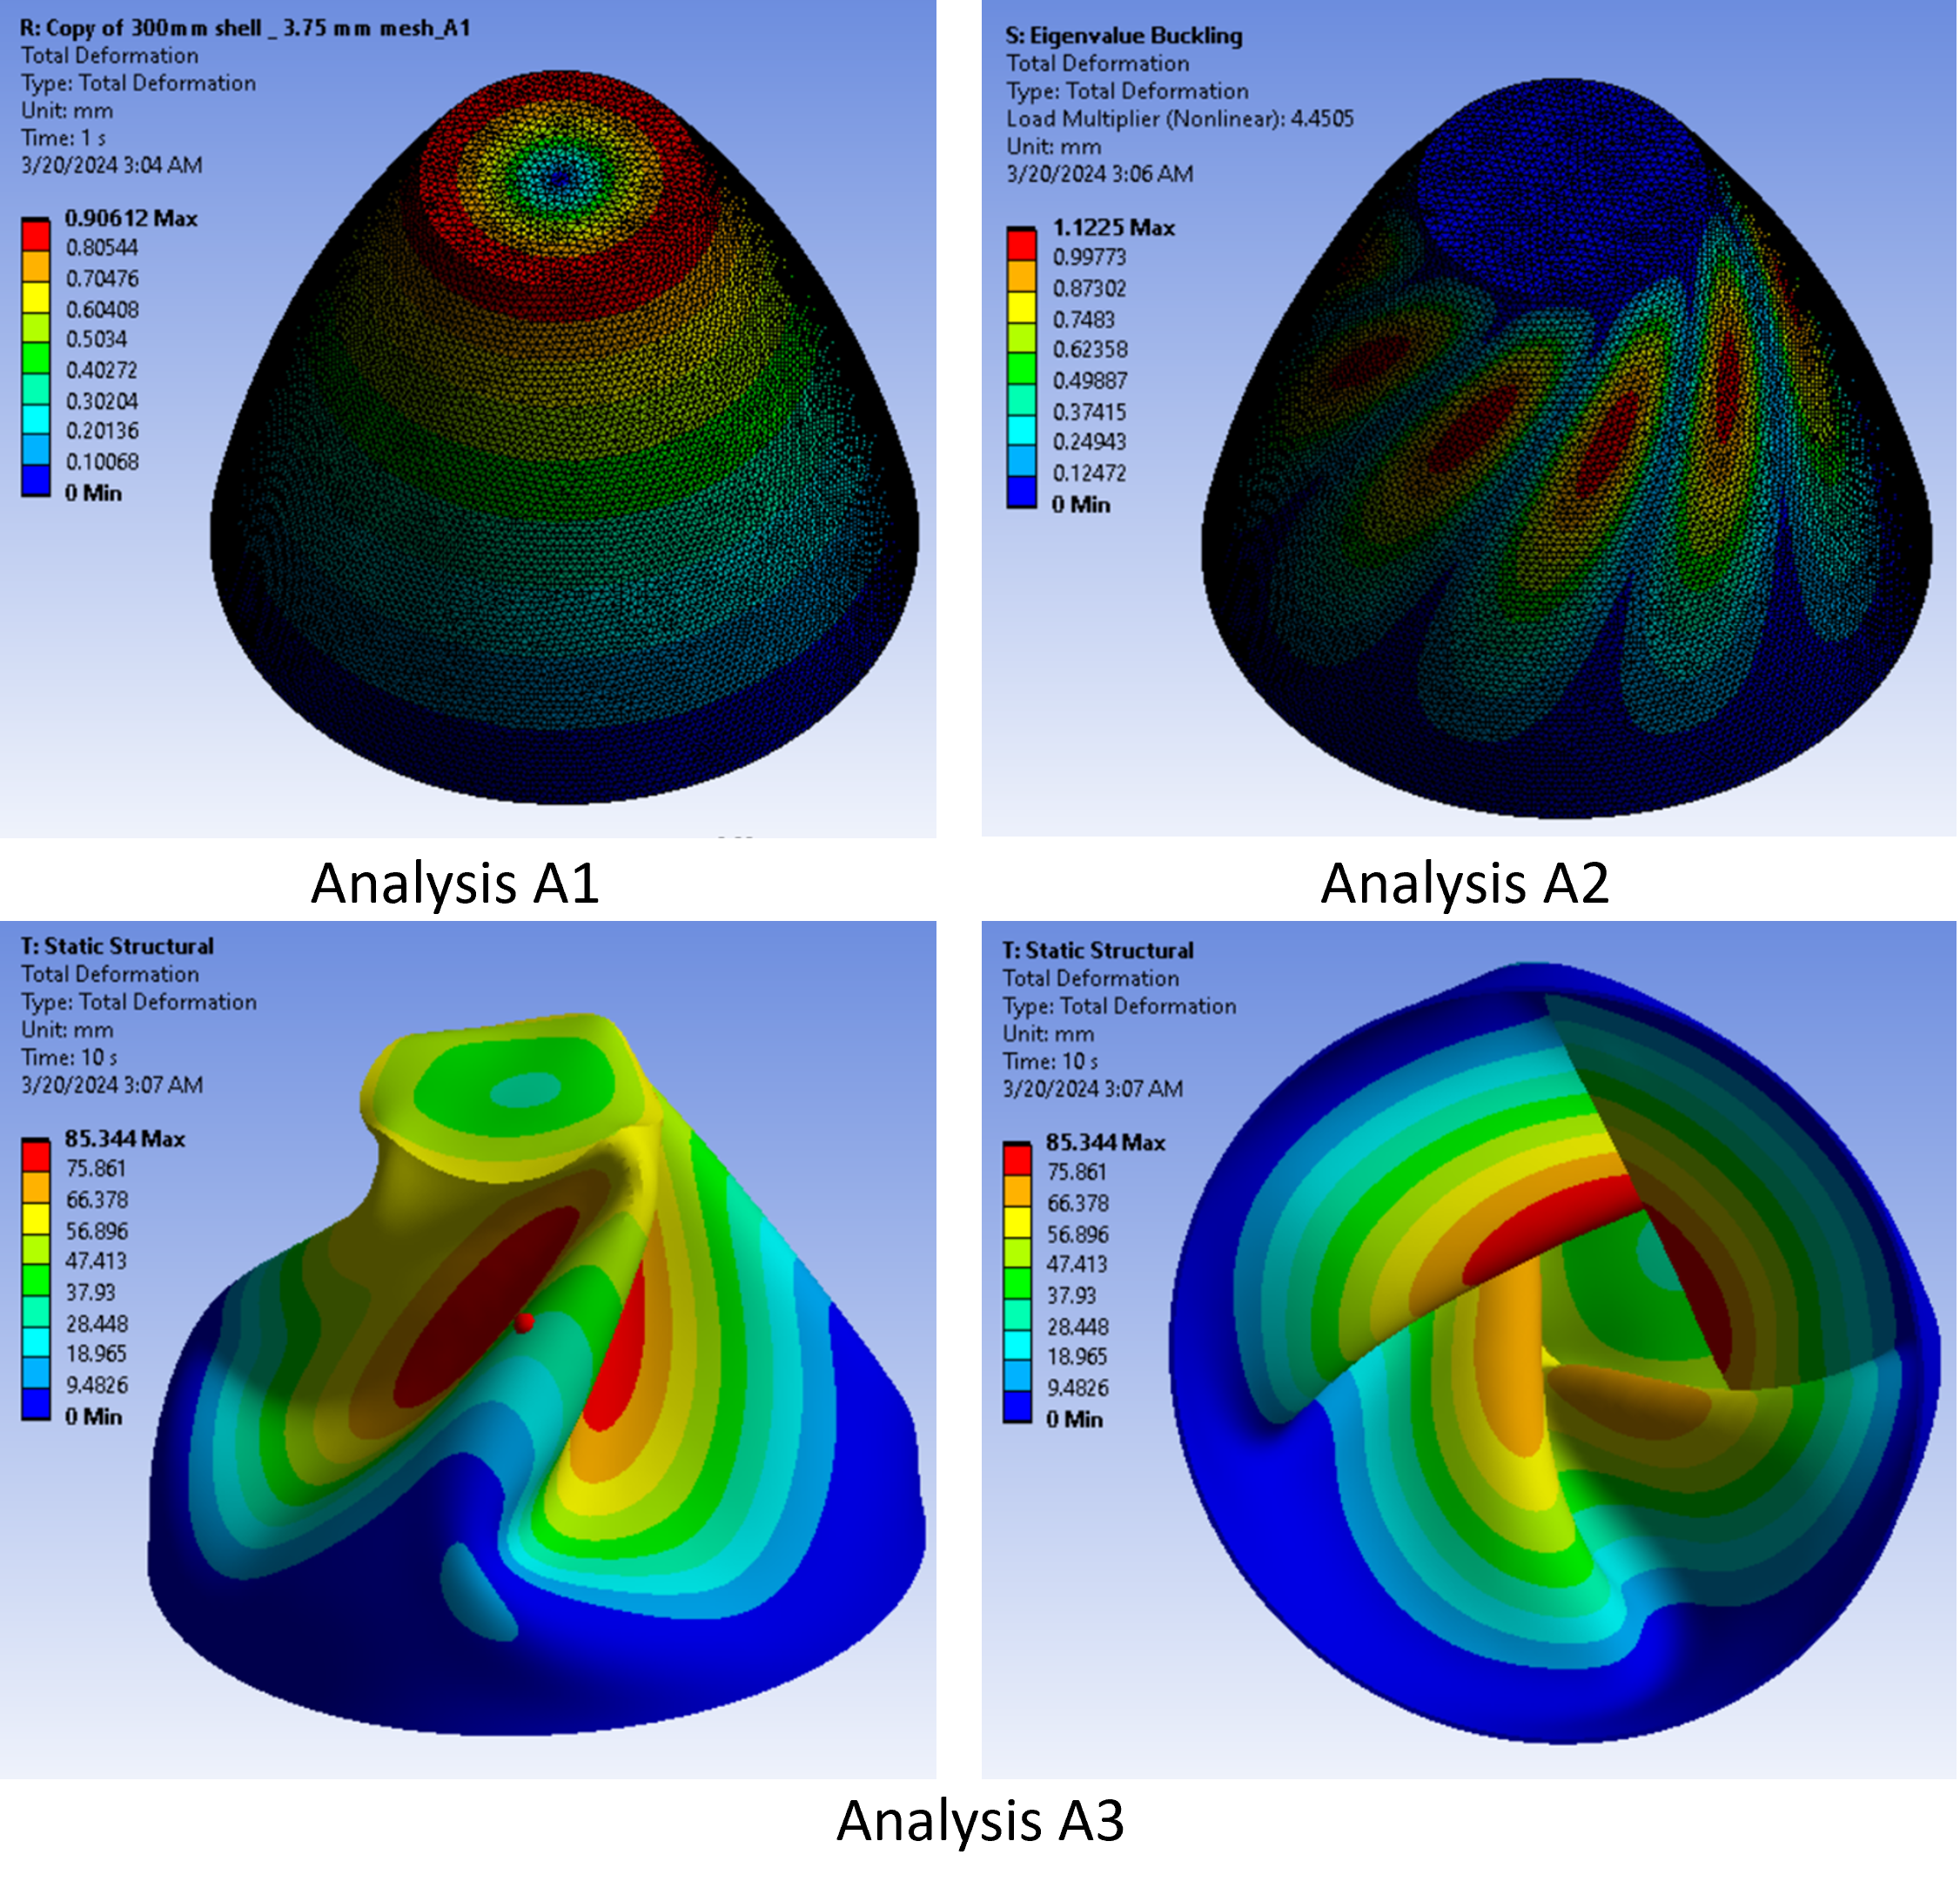 R: Copy of 300mm shell _ 3.75 mm mesh_A1
Total Deformation
Type: Total Deformation
Unit: mm
Time: 1 s
3/20/2024 3:04 AM
0.90612 Max
0.80544
0.70476
0.60408
0.5034
0.40272
0.30204
0.20136
0.10068
0 Min
Analysis A1
S: Eigenvalue Buckling
Total Deformation
Type: Total Deformation
Load Multiplier (Nonlinear): 4.4505
Unit: mm
3/20/2024 3:06 AM
1.1225 Max
0.99773
0.87302
0.7483
0.62358
0.49887
0.37415
0.24943
0.12472
0 Min
Analysis A2
T: Static Structural
Total Deformation
Type: Total Deformation
Unit: mm
Time: 10 s
3/20/2024 3:07 AM
85.344 Max
75.861
66.378
56.896
47.413
37.93
28.448
18.965
9.4826
0 Min
T: Static Structural
Total Deformation
Type: Total Deformation
Unit: mm
Time: 10 s
3/20/2024 3:07 AM
85.344 Max
75.861
66.378
56.896
47.413
37.93
28.448
18.965
9.4826
0 Min
Analysis A3